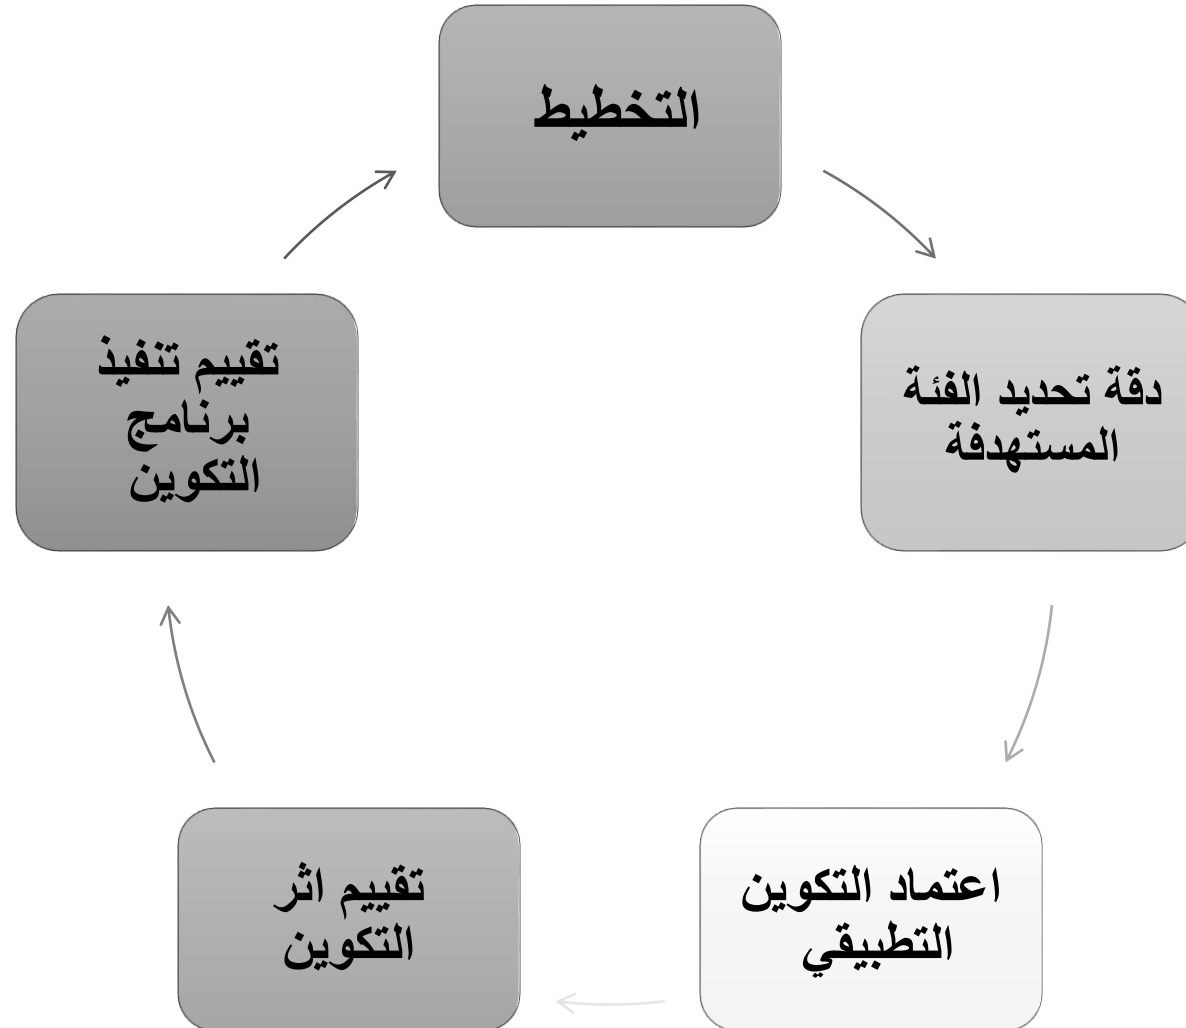 التخطيط
دقة تحديد الفئة
المستهدفة
اعتماد التكوين
التطبيقي
تقييم اثر
التكوين
تقييم تنفيذ
برنامج
التكوين